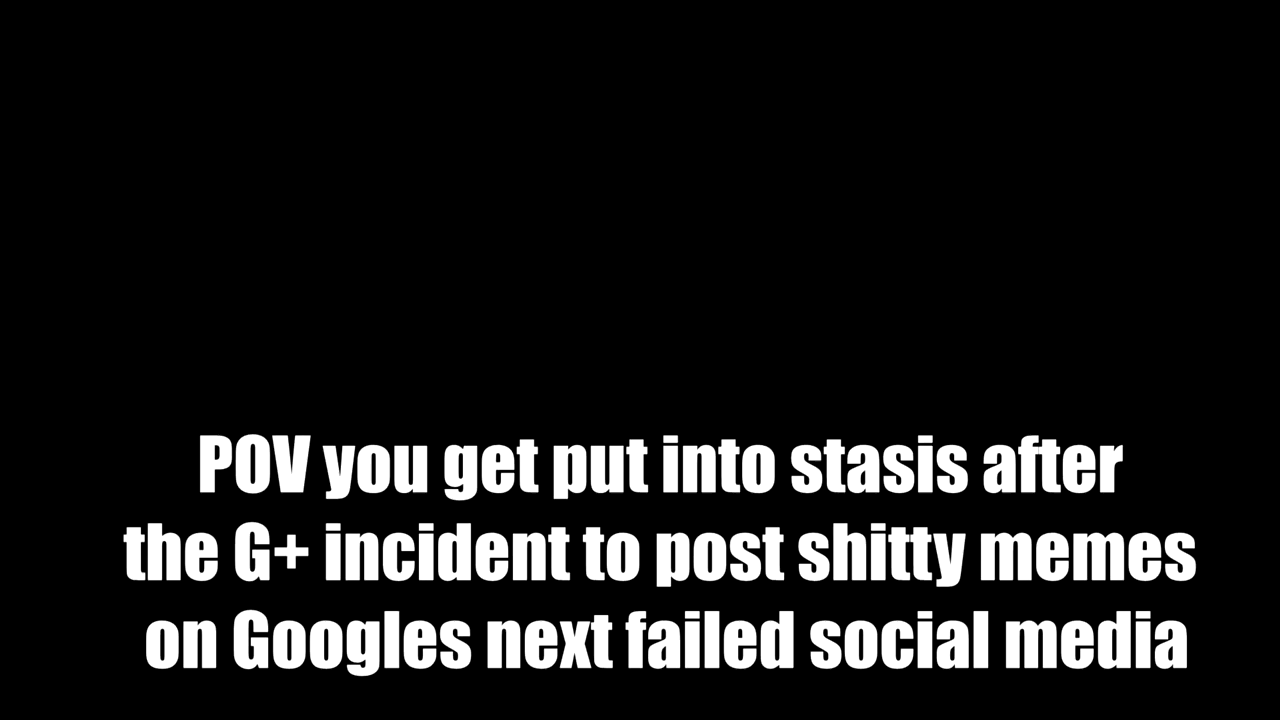 POV you get put into stasis after
the G+ incident to post shitty memes
on Googles next failed social media